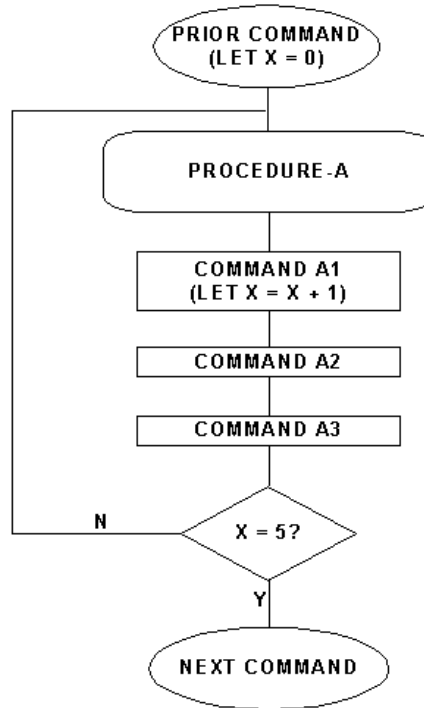 PRIOR COMMAND
(LET X = 0)
PROCEDURE-A
COMMAND A1
(LET X = X + 1)
COMMAND A2
COMMAND A3
X = 5?
N
Y
NEXT COMMAND